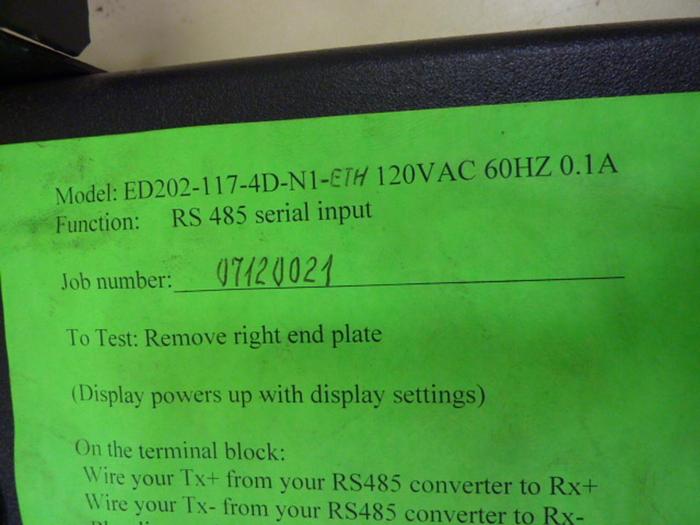 Model: ED202-117-4D-N1-ETH 120VAC 60HZ 0.1A
Function: RS 485 serial input
Job number: 07120021
To Test: Remove right end plate
(Display powers up with display settings)
On the terminal block:
Wire your Tx+ from your RS485 converter to Rx+
Wire your Tx- from your RS485 converter to Rx-